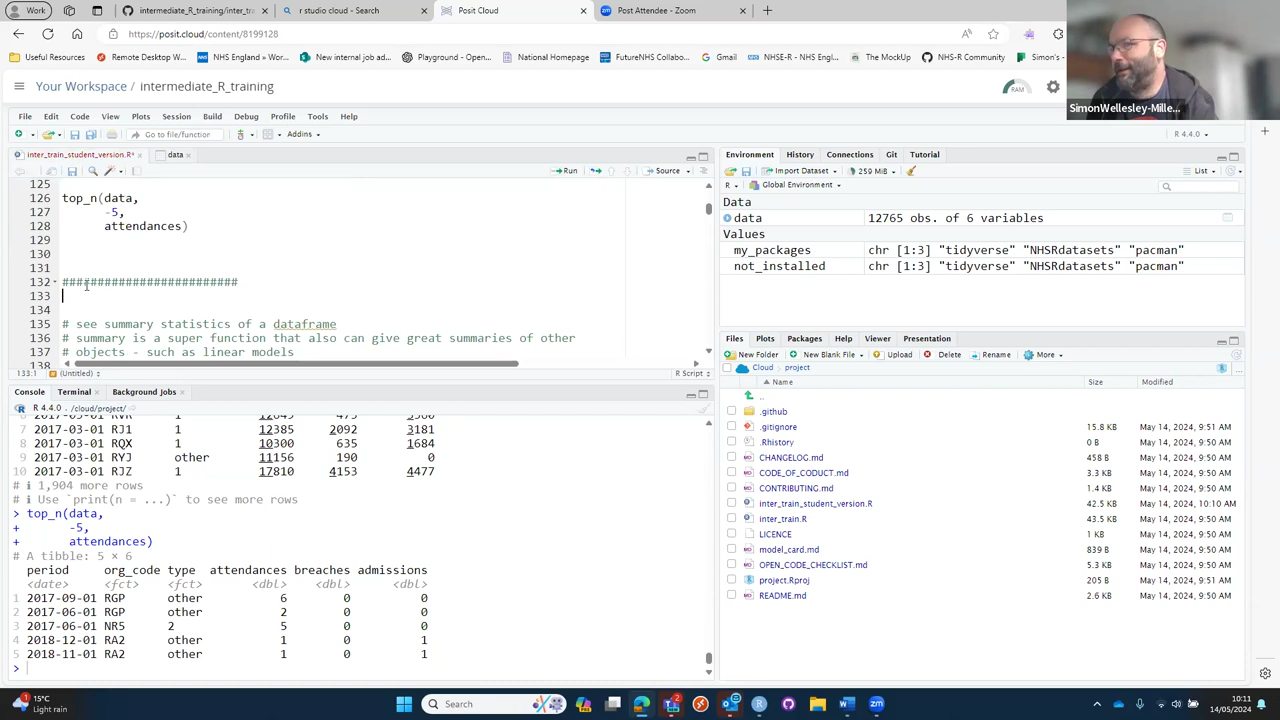 Work
intermediate_R_training/inter_tra
r studio cloud - Search
Posit Cloud
Post Attendee - Zoom
https://posit.cloud/content/8199128
Useful Resources
Remote Desktop W...
NHS England » Wor...
New internal job ad...
Playground - Open...
National Homepage
FutureNHS Collabo...
Gmail
NHSE-R - NHS Engl...
The MockUp
NHS-R Community
Simon's -
Your Workspace / intermediate_R_training
RAM
SimonWellesley-Mille...
File Edit Code View Plots Session Build Debug Profile Tools Help
Go to file/function
Addins
R 4.4.0
inter_train_student_version.R*
data
Run
Source
125
126 top_n(data,
127 -5,
128 attendances)
129
130
131
132 #########################
133
134
135 # see summary statistics of a dataframe
136 # summary is a super function that also can give great summaries of other
137 # objects - such as linear models
138
133:1 (Untitled) R Script
Console Terminal Background Jobs
R 4.4.0 · /cloud/project/
6 2017-03-01 RVR 1 12649 473 3360
7 2017-03-01 RJ1 1 12385 2092 3181
8 2017-03-01 RQX 1 10300 635 1684
9 2017-03-01 RYJ other 11156 190 0
10 2017-03-01 RJZ 1 17810 4153 4477
# ℹ 1,904 more rows
# ℹ Use `print(n = ...)` to see more rows
> top_n(data,
+ -5,
+ attendances)
# A tibble: 5 × 6
period org_code type attendances breaches admissions
<date> <fct> <fct> <dbl> <dbl> <dbl>
1 2017-09-01 RGP other 6 0 0
2 2017-06-01 RGP other 2 0 0
3 2017-06-01 NR5 2 5 0 0
4 2018-12-01 RA2 other 1 0 1
5 2018-11-01 RA2 other 1 0 1
>
Environment History Connections Git Tutorial
Import Dataset
259 MiB
List
R
Global Environment
Data
data 12765 obs. of 6 variables
Values
my_packages chr [1:3] "tidyverse" "NHSRdatasets" "pacman"
not_installed chr [1:3] "tidyverse" "NHSRdatasets" "pacman"
Files Plots Packages Help Viewer Presentation
New Folder New Blank File Upload Delete Rename More
Cloud project
Name Size Modified
..
.github
.gitignore 15.8 KB May 14, 2024, 9:51 AM
.Rhistory 0 B May 14, 2024, 9:51 AM
CHANGELOG.md 458 B May 14, 2024, 9:50 AM
CODE_OF_CODUCT.md 3.3 KB May 14, 2024, 9:50 AM
CONTRIBUTING.md 1.4 KB May 14, 2024, 9:50 AM
inter_train_student_version.R 42.5 KB May 14, 2024, 10:10 AM
inter_train.R 43.5 KB May 14, 2024, 9:50 AM
LICENCE 1 KB May 14, 2024, 9:50 AM
model_card.md 839 B May 14, 2024, 9:50 AM
OPEN_CODE_CHECKLIST.md 5.3 KB May 14, 2024, 9:50 AM
project.Rproj 205 B May 14, 2024, 9:51 AM
README.md 2.6 KB May 14, 2024, 9:50 AM
15°C
Light rain
Search
10:11
14/05/2024